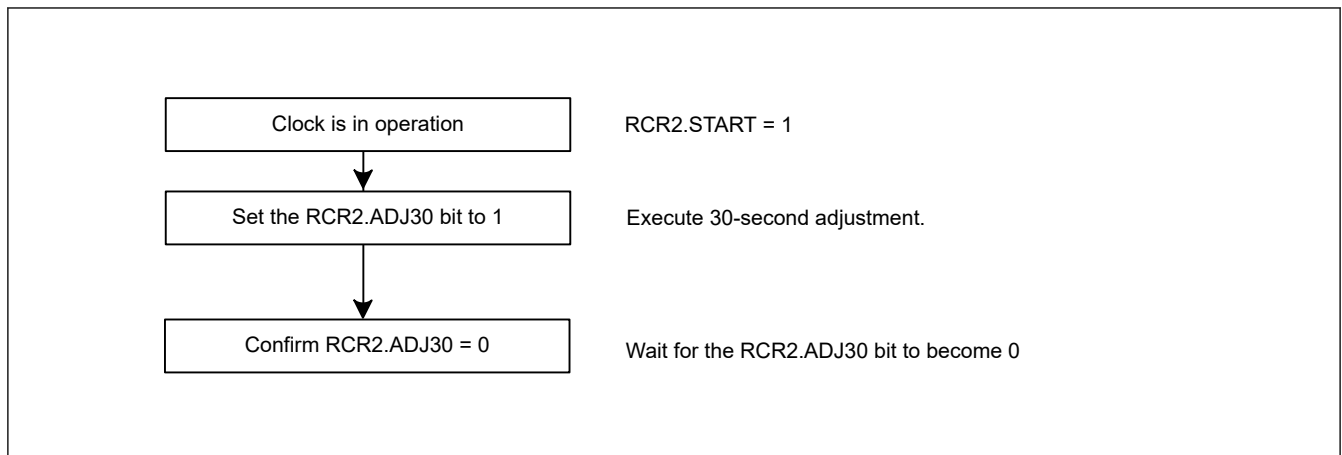 Clock is in operation
RCR2.START = 1
Set the RCR2.ADJ30 bit to 1
Execute 30-second adjustment.
Confirm RCR2.ADJ30 = 0
Wait for the RCR2.ADJ30 bit to become 0